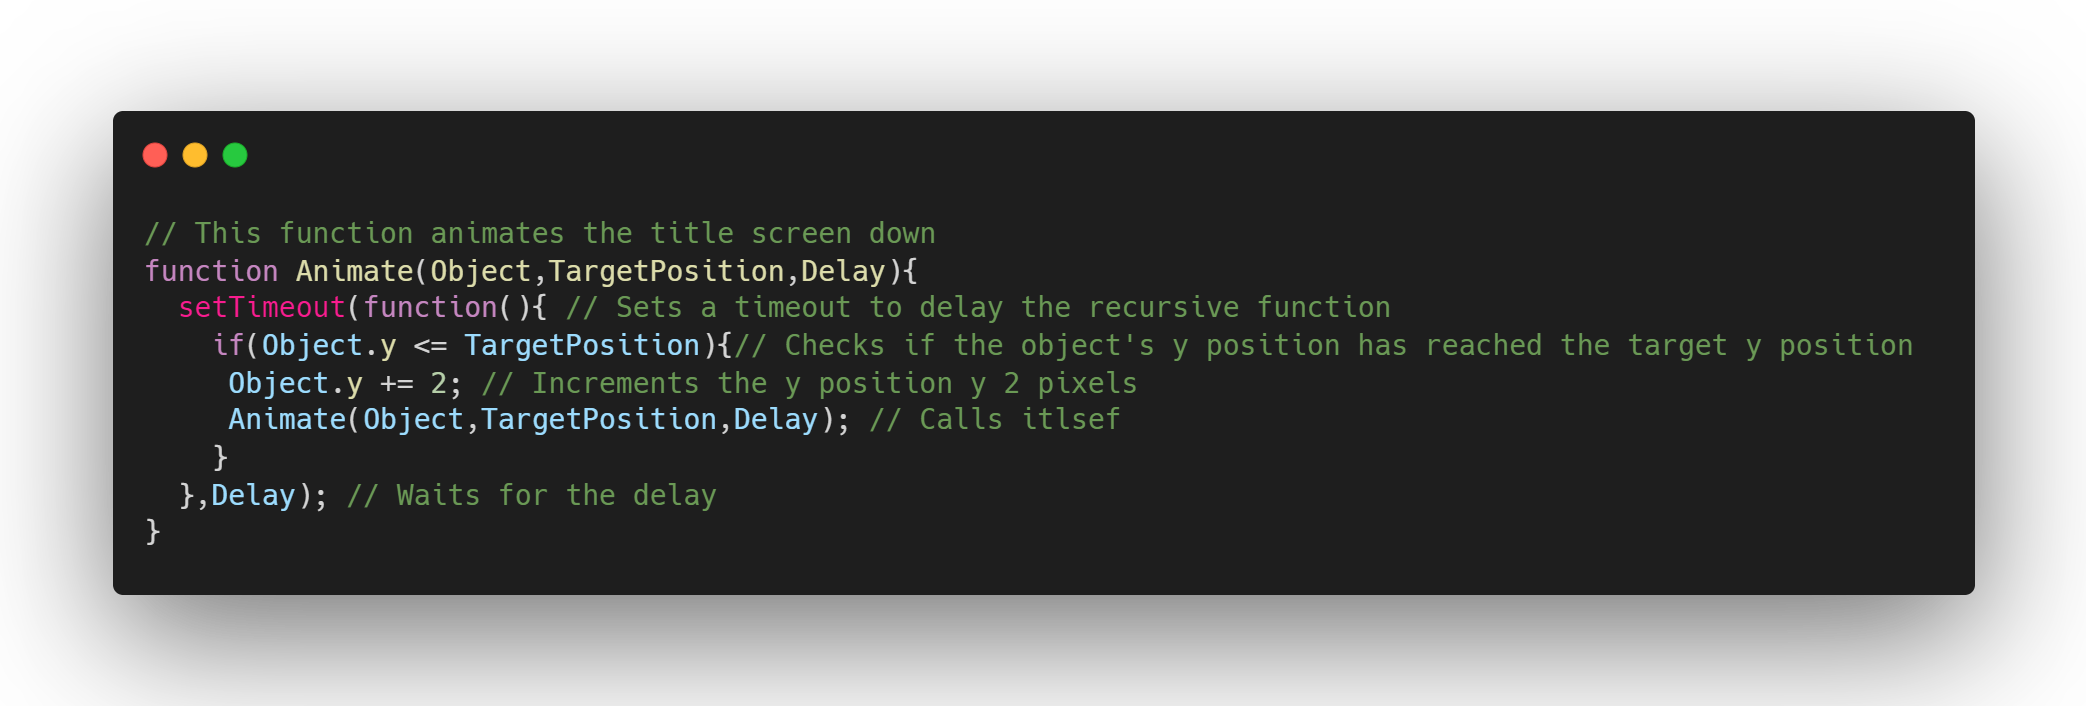 // This function animates the title screen down
function Animate(Object,TargetPosition,Delay){
  setTimeout(function(){ // Sets a timeout to delay the recursive function
    if(Object.y <= TargetPosition){// Checks if the object's y position has reached the target y position
     Object.y += 2; // Increments the y position y 2 pixels
     Animate(Object,TargetPosition,Delay); // Calls itlsef
    }
  },Delay); // Waits for the delay
}